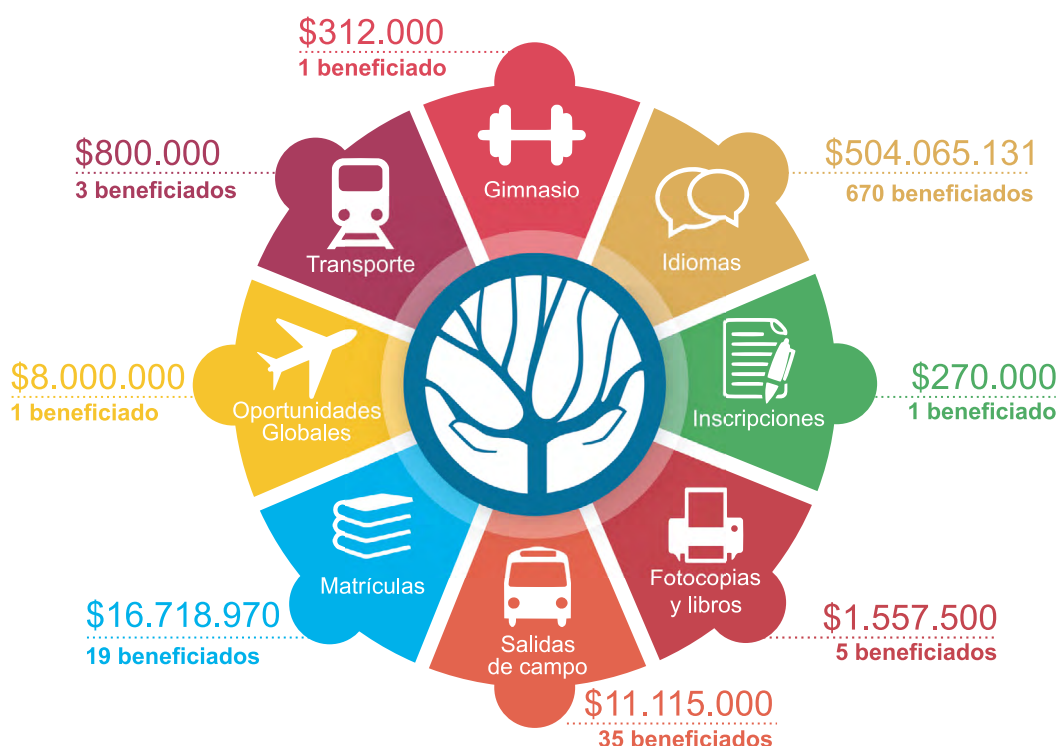 $312.000
1 beneficiado
Gimnasio
$504.065.131
670 beneficiados
Idiomas
$270.000
1 beneficiado
Inscripciones
$1.557.500
5 beneficiados
Fotocopias
y libros
$11.115.000
35 beneficiados
Salidas
de campo
$16.718.970
19 beneficiados
Matrículas
$8.000.000
1 beneficiado
Oportunidades
Globales
$800.000
3 beneficiados
Transporte